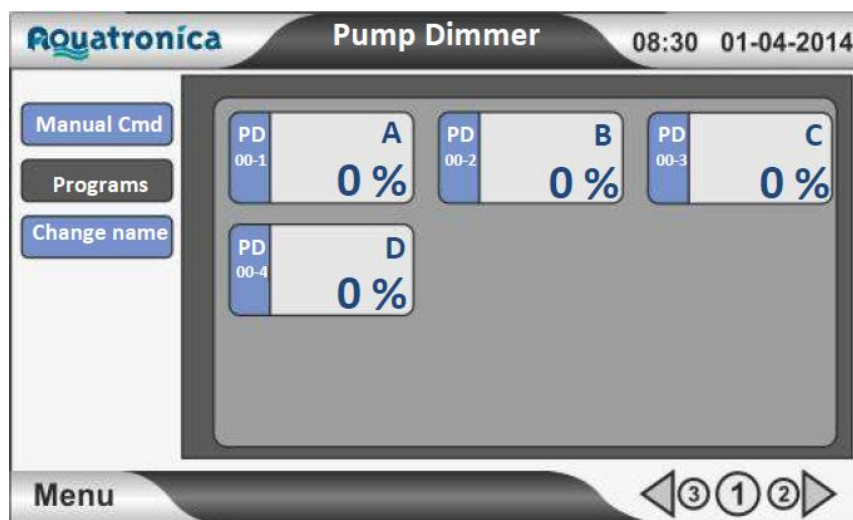 Aquatronica
Pump Dimmer
08:30 01-04-2014
Manual Cmd
Programs
Change name
PD
00-1
A
0 %
PD
00-2
B
0 %
PD
00-3
C
0 %
PD
00-4
D
0 %
Menu
3 1 2